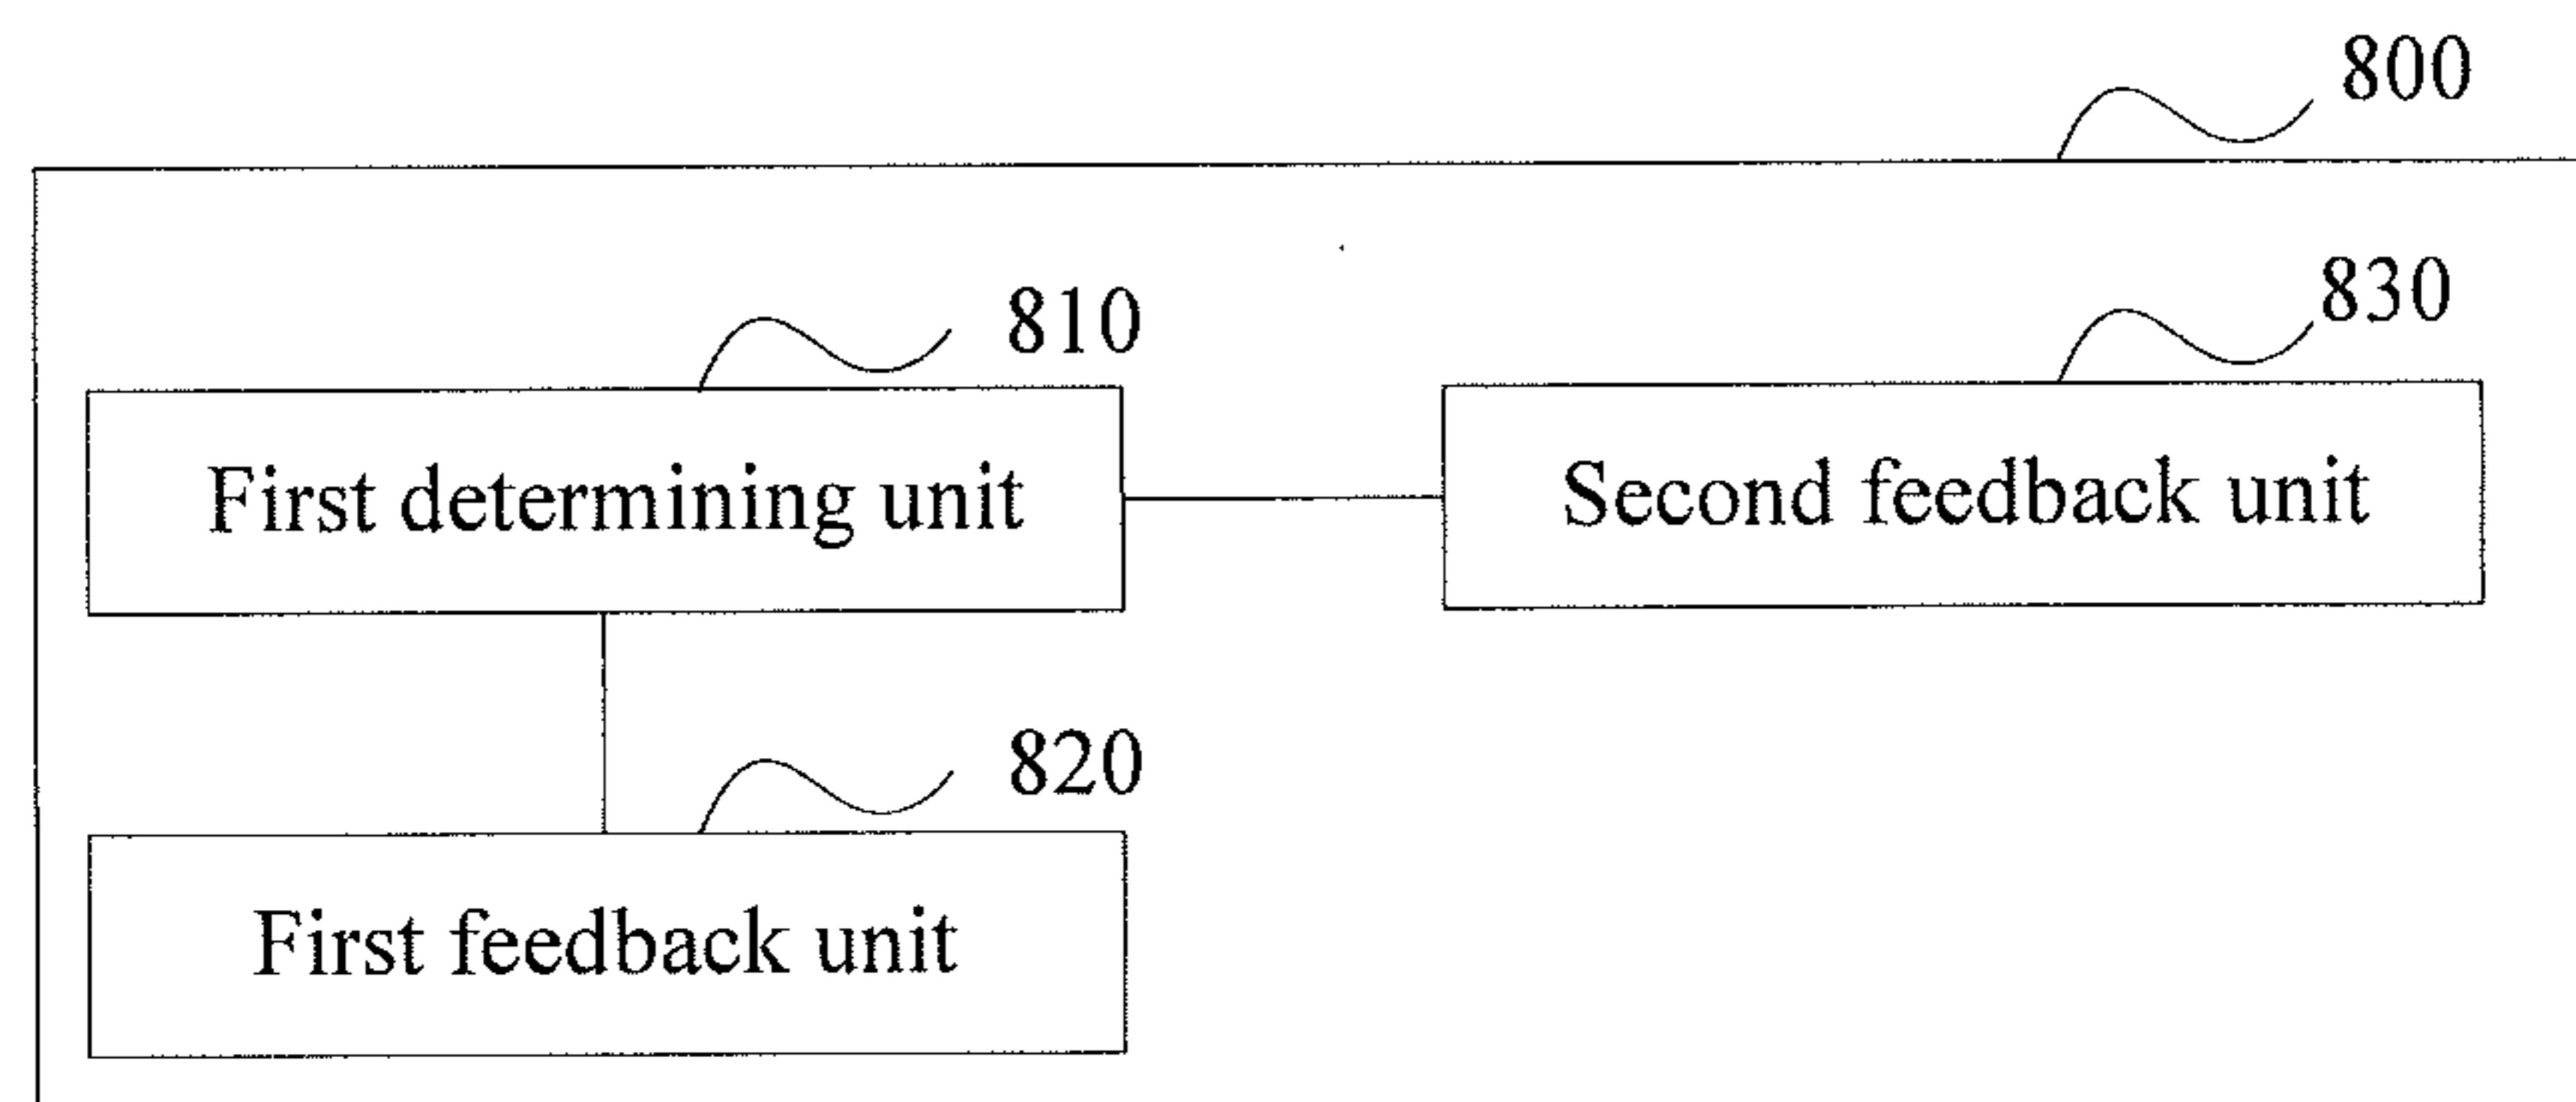 800
810
830
First determining unit
Second feedback unit
820
First feedback unit